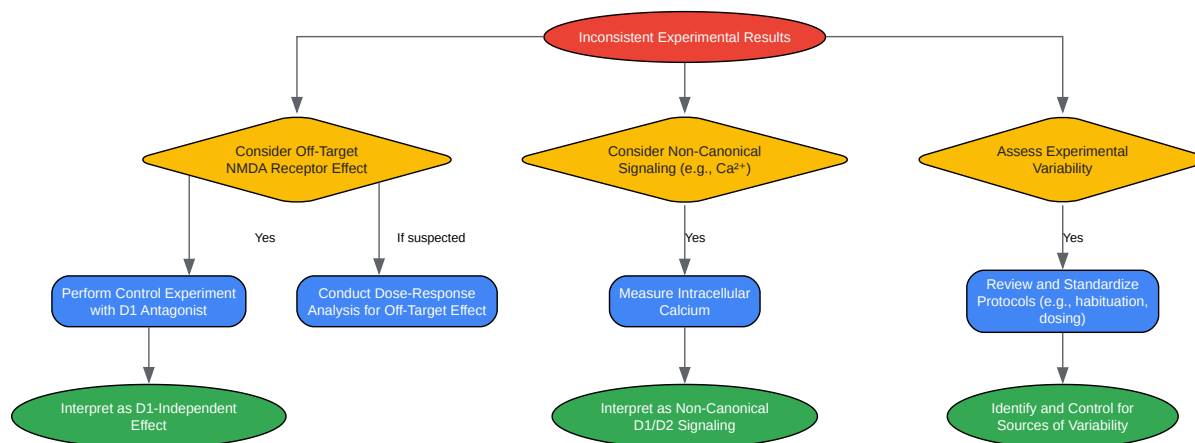 Inconsistent Experimental Results
Consider Off-Target
NMDA Receptor Effect
Consider Non-Canonical
Signaling (e.g., Ca²⁺)
Assess Experimental
Variability
Yes
If suspected
Yes
Yes
Perform Control Experiment
with D1 Antagonist
Conduct Dose-Response
Analysis for Off-Target Effect
Measure Intracellular
Calcium
Review and Standardize
Protocols (e.g., habituation,
dosing)
Interpret as D1-Independent
Effect
Interpret as Non-Canonical
D1/D2 Signaling
Identify and Control for
Sources of Variability